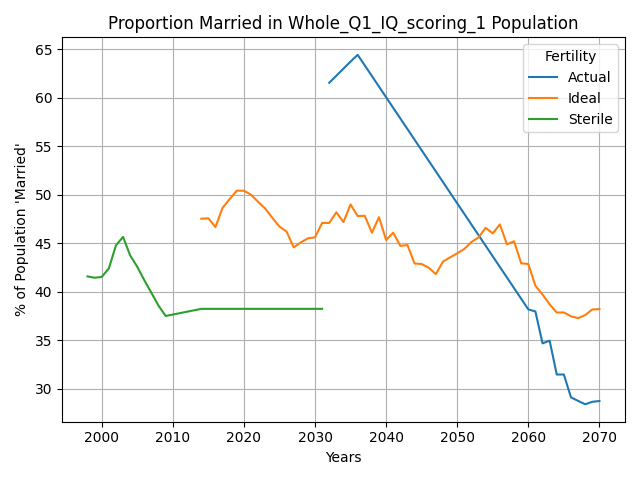 Proportion Married in Whole_Q1_IQ_scoring_1 Population
% of Population 'Married'
65
60
55
50
45
40
35
30
Fertility
Actual
Ideal
Sterile
2000 2010 2020 2030 2040 2050 2060 2070
Years